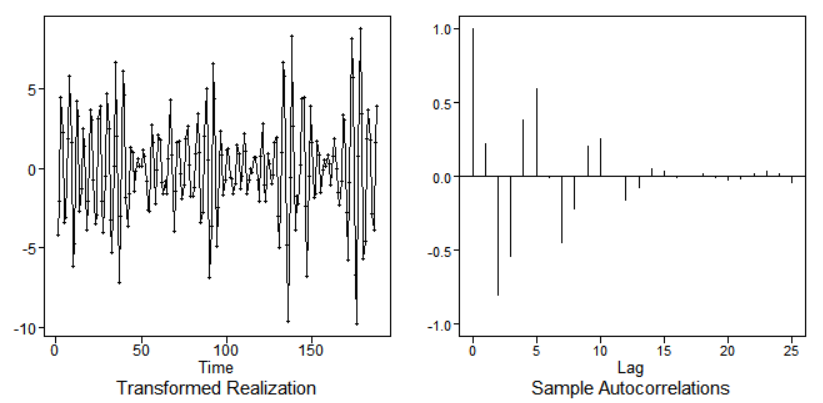 5
0
-5
-10
0 50 100 150
Time
Transformed Realization
1.0
0.5
0.0
-0.5
-1.0
0 5 10 15 20 25
Lag
Sample Autocorrelations